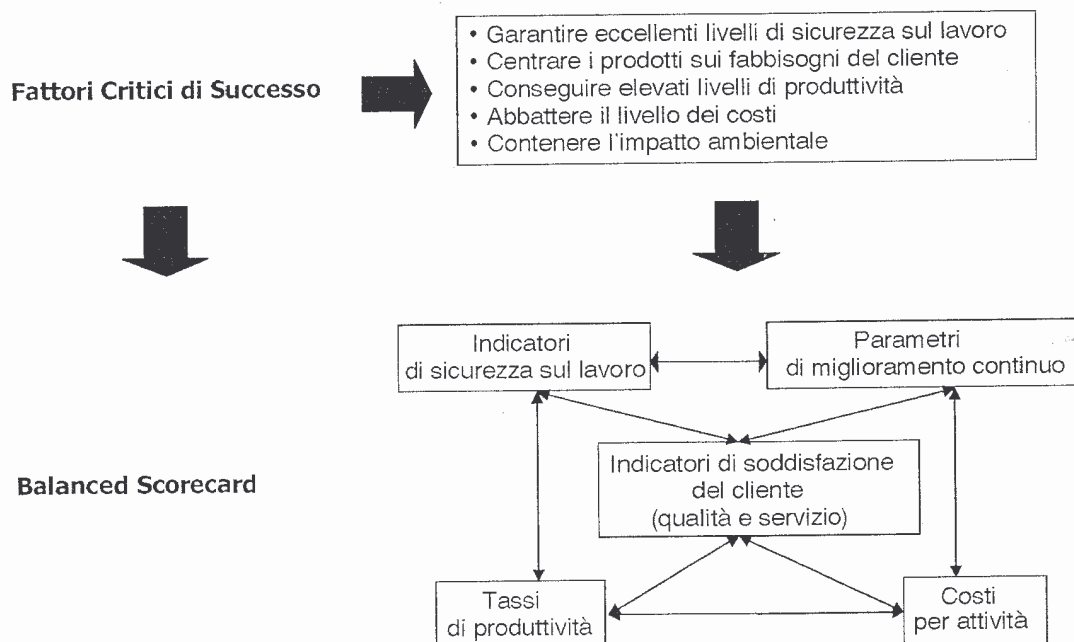 Fattori Critici di Successo
• Garantire eccellenti livelli di sicurezza sul lavoro
• Centrare i prodotti sui fabbisogni del cliente
• Conseguire elevati livelli di produttività
• Abbattere il livello dei costi
• Contenere l'impatto ambientale
Indicatori
di sicurezza sul lavoro
Parametri
di miglioramento continuo
Balanced Scorecard
Indicatori di soddisfazione
del cliente
(qualità e servizio)
Tassi
di produttività
Costi
per attività